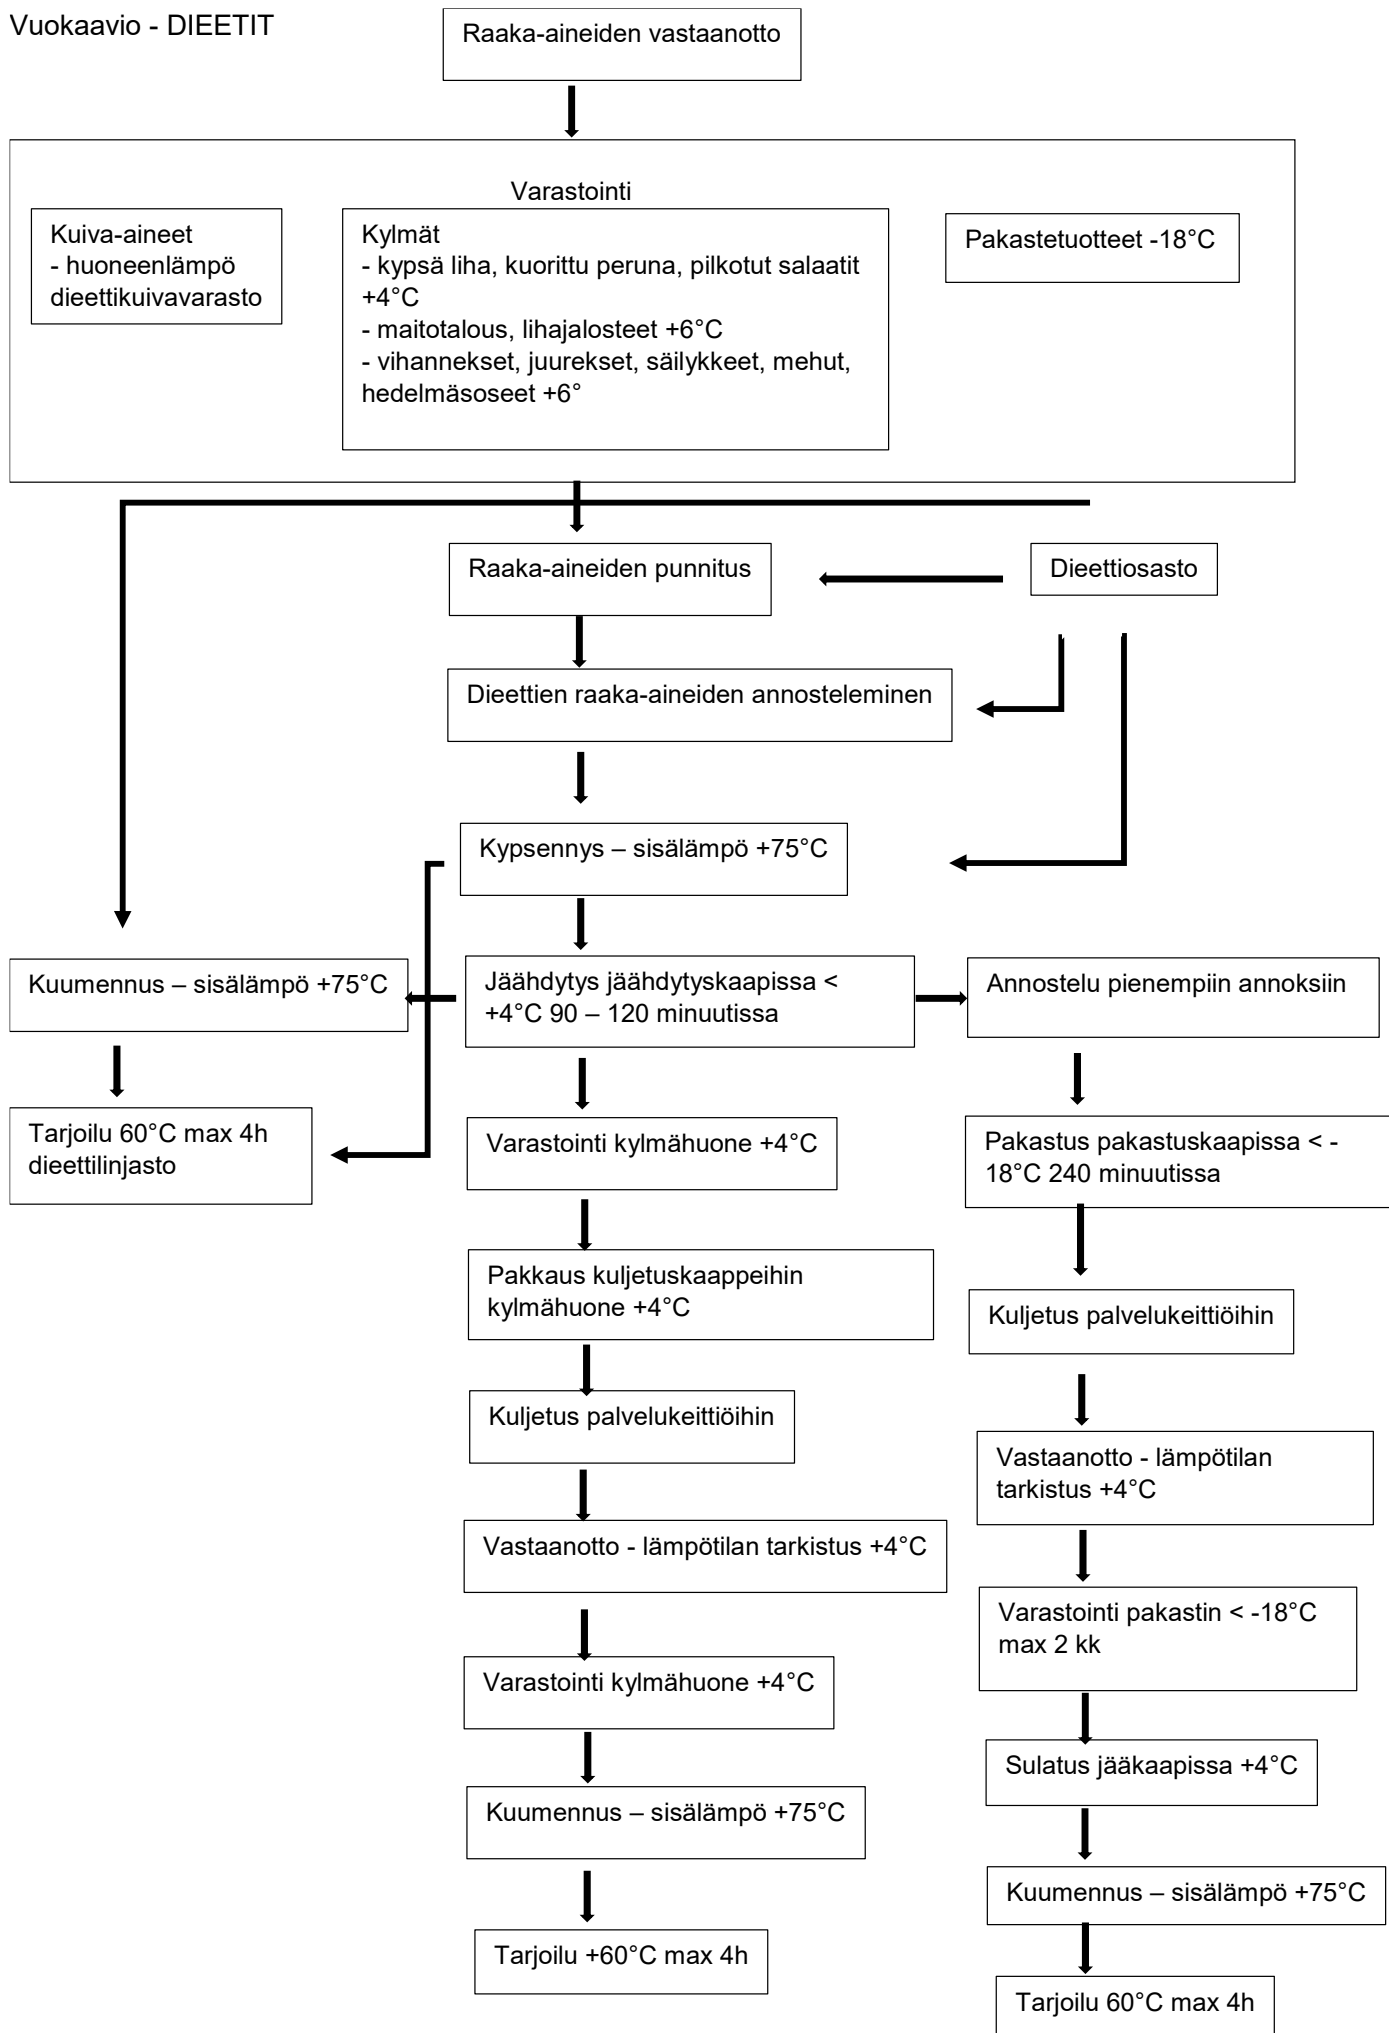 Vuokaavio - DIEETIT
Raaka-aineiden vastaanotto
Varastointi
Kuiva-aineet
- huoneenlämpö
dieettikuivavarasto
Kylmät
- kypsä liha, kuorittu peruna, pilkotut salaatit
+4°C
- maitotalous, lihajalosteet +6°C
- vihannekset, juurekset, säilykkeet, mehut,
hedelmäsoseet +6°
Pakastetuotteet -18°C
Raaka-aineiden punnitus
Dieettiosasto
Dieettien raaka-aineiden annosteleminen
Kypsennys – sisälämpö +75°C
Kuumennus – sisälämpö +75°C
Jäähdytys jäähdytyskaapissa <
+4°C 90 – 120 minuutissa
Annostelu pienempiin annoksiin
Tarjoilu 60°C max 4h
dieettilinjasto
Varastointi kylmähuone +4°C
Pakastus pakastuskaapissa < -
18°C 240 minuutissa
Pakkaus kuljetuskaappeihin
kylmähuone +4°C
Kuljetus palvelukeittiöihin
Kuljetus palvelukeittiöihin
Vastaanotto - lämpötilan
tarkistus +4°C
Vastaanotto - lämpötilan tarkistus +4°C
Varastointi pakastin < -18°C
max 2 kk
Varastointi kylmähuone +4°C
Sulatus jääkaapissa +4°C
Kuumennus – sisälämpö +75°C
Kuumennus – sisälämpö +75°C
Tarjoilu +60°C max 4h
Tarjoilu 60°C max 4h